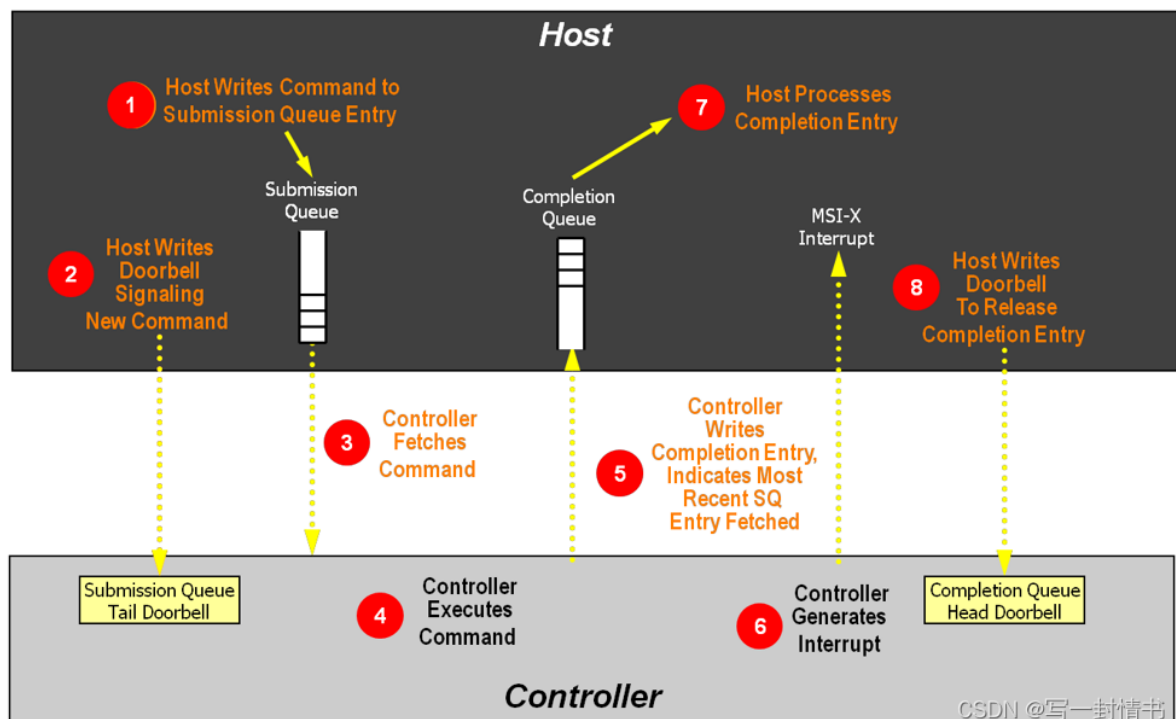 Host
1
Host Writes Command to
Submission Queue Entry
7
Host Processes
Completion Entry
Submission
Queue
Completion
Queue
MSI-X
Interrupt
2
Host Writes
Doorbell
Signaling
New Command
8
Host Writes
Doorbell
To Release
Completion Entry
3
Controller
Fetches
Command
5
Controller
Writes
Completion Entry,
Indicates Most
Recent SQ
Entry Fetched
Submission Queue
Tail Doorbell
4
Controller
Executes
Command
6
Controller
Generates
Interrupt
Completion Queue
Head Doorbell
Controller
CSDN @写一封情书